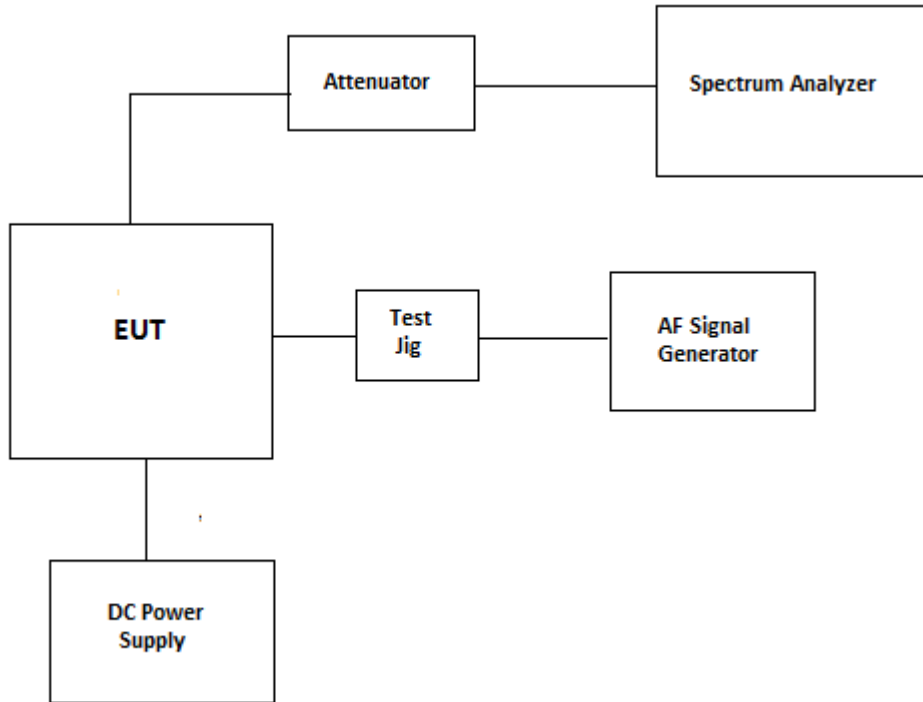 Attenuator
Spectrum Analyzer
EUT
Test
Jig
AF Signal
Generator
DC Power
Supply